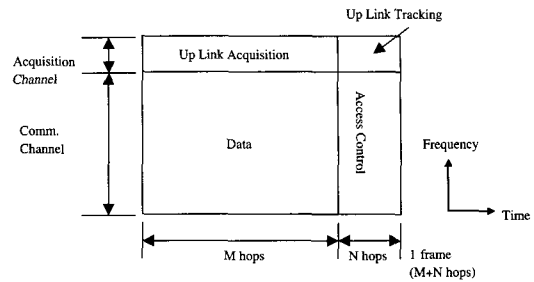 Up Link Tracking
Up Link Acquisition
Acquisition
Channel
Comm.
Channel
Data
Access Control
Frequency
Time
M hops
N hops
1 frame
(M+N hops)